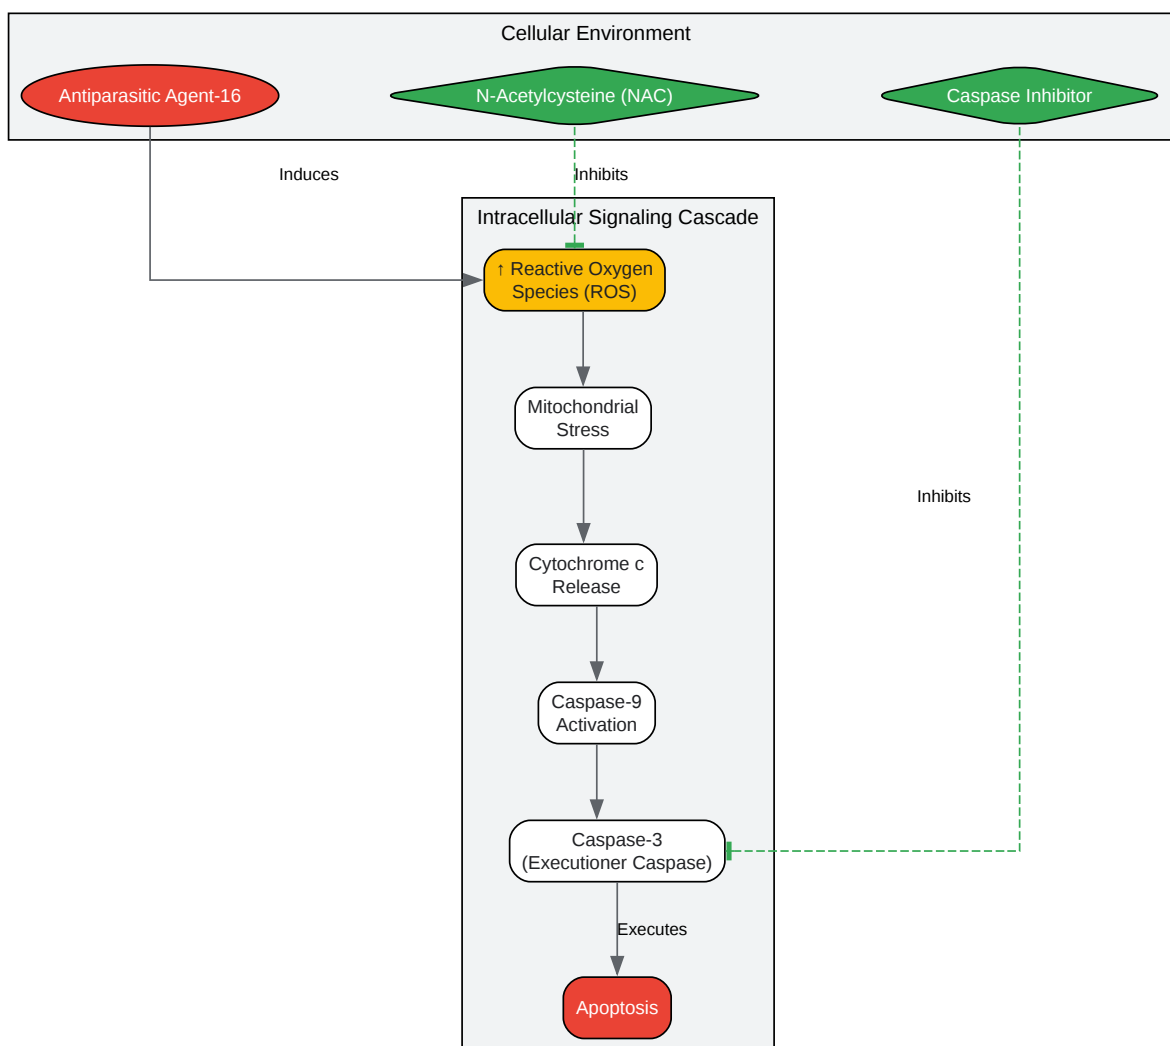 Cellular Environment
Antiparasitic Agent-16
N-Acetylcysteine (NAC)
Caspase Inhibitor
Induces
Inhibits
Intracellular Signaling Cascade
↑ Reactive Oxygen
Species (ROS)
Mitochondrial
Stress
Inhibits
Cytochrome c
Release
Caspase-9
Activation
Caspase-3
(Executioner Caspase)
Executes
Apoptosis